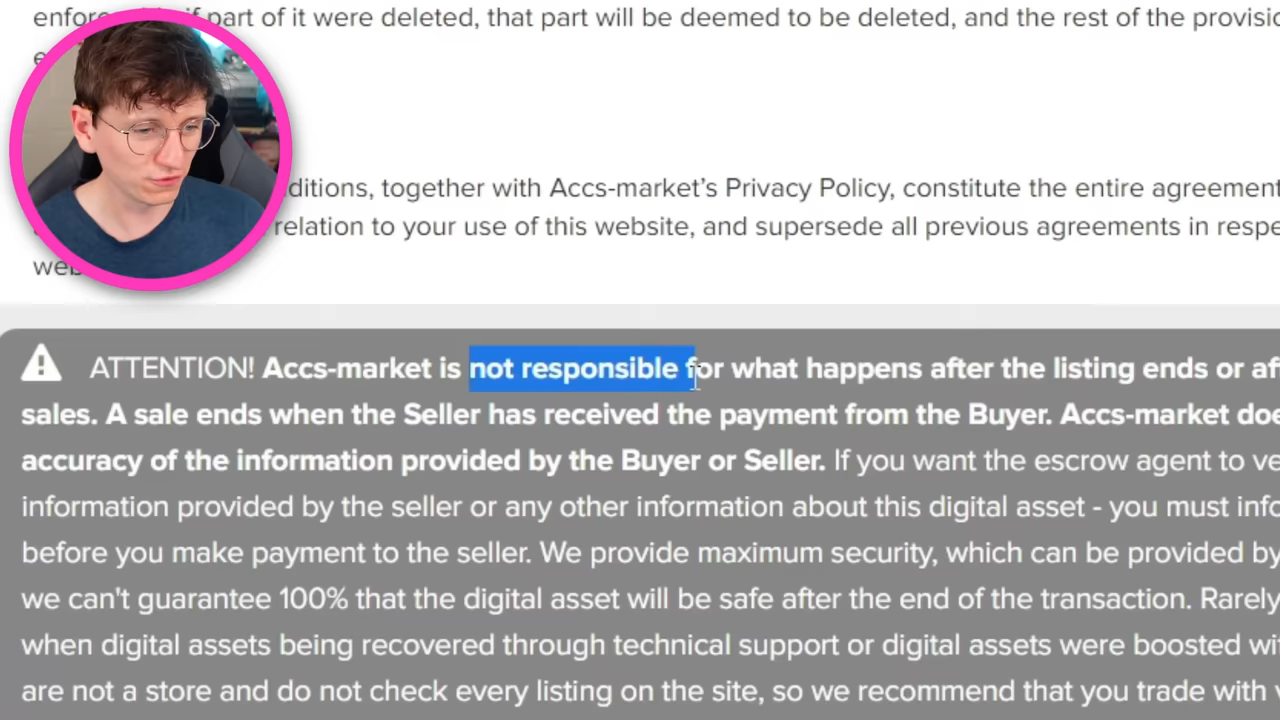 if part of it were deleted, that part will be deemed to be deleted, and the rest of the
ditions, together with Accs-market's Privacy Policy, constitute the entire agreement
relation to your use of this website, and supersede all previous agreements in
ATTENTION! Accs-market is not responsible for what happens after the listing ends or
sales. A sale ends when the Seller has received the payment from the Buyer. Accs-market
accuracy of the information provided by the Buyer or Seller. If you want the escrow agent to
information provided by the seller or any other information about this digital asset - you must
before you make payment to the seller. We provide maximum security, which can be provided by
we can't guarantee 100% that the digital asset will be safe after the end of the transaction. Rarely
when digital assets being recovered through technical support or digital assets were boosted
are not a store and do not check every listing on the site, so we recommend that you trade with